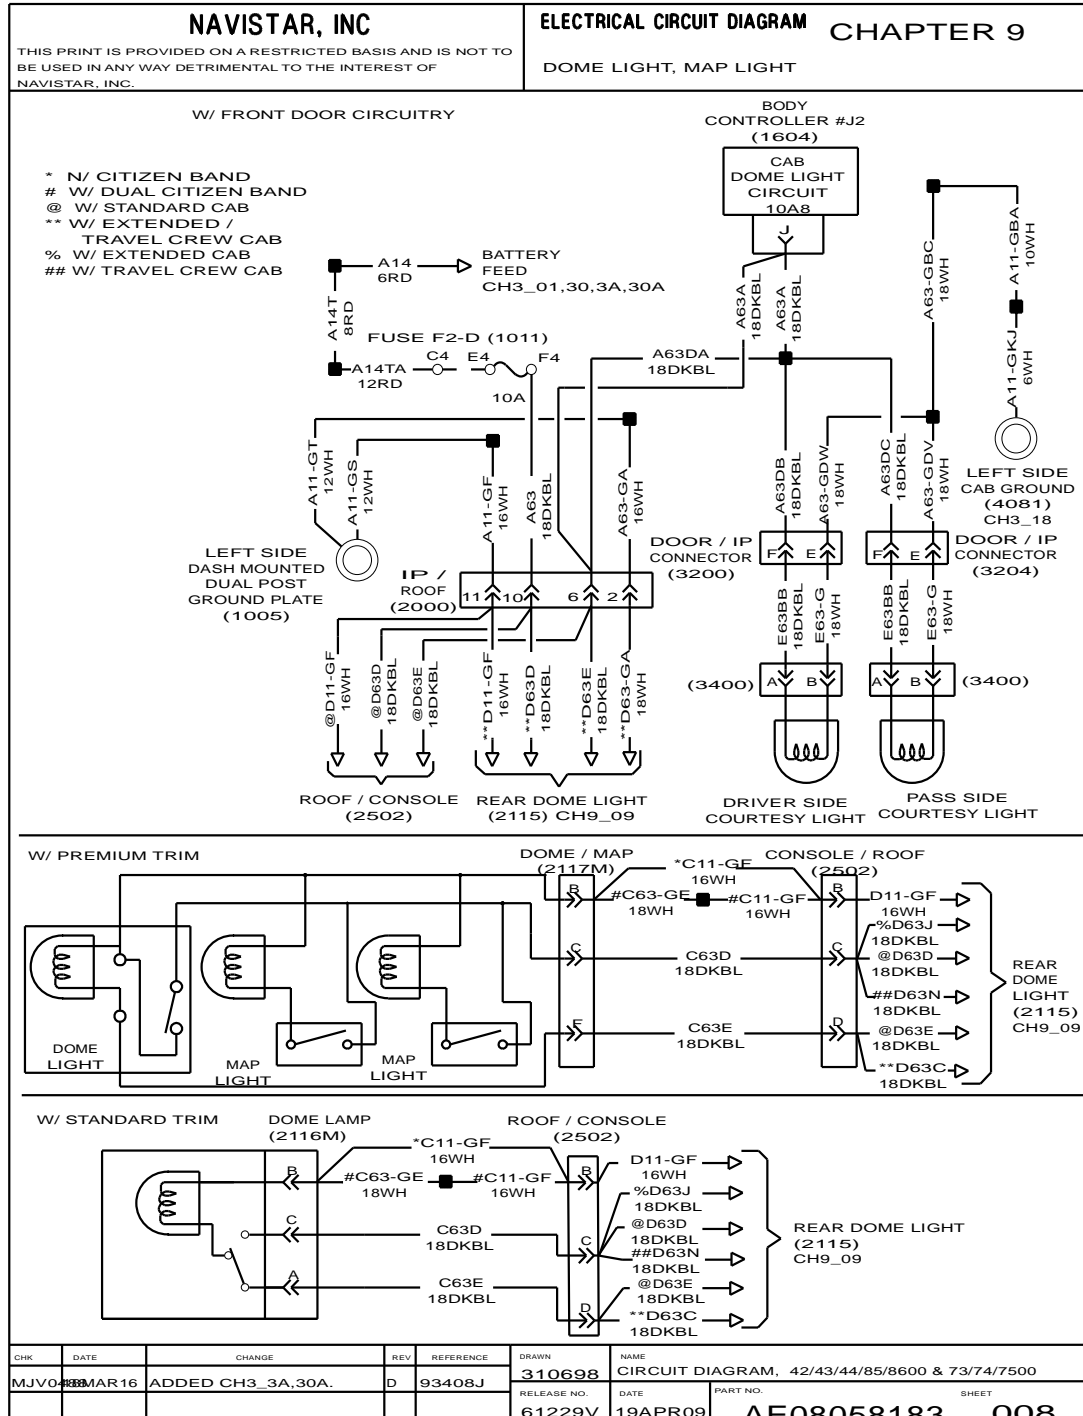 NAVISTAR, INC
THIS PRINT IS PROVIDED ON A RESTRICTED BASIS AND IS NOT TO
BE USED IN ANY WAY DETRIMENTAL TO THE INTEREST OF
NAVISTAR, INC.
ELECTRICAL CIRCUIT DIAGRAM
CHAPTER 9
DOME LIGHT, MAP LIGHT
W/ FRONT DOOR CIRCUITRY
* N/ CITIZEN BAND
# W/ DUAL CITIZEN BAND
@ W/ STANDARD CAB
** W/ EXTENDED /
TRAVEL CREW CAB
% W/ EXTENDED CAB
## W/ TRAVEL CREW CAB
BODY
CONTROLLER #J2
(1604)
CAB
DOME LIGHT
CIRCUIT
10A8
J
A14
6RD
BATTERY
FEED
CH3_01,30,3A,30A
A14T
8RD
FUSE F2-D (1011)
A14TA
12RD
C4
E4
F4
10A
A63A
18DKBL
A63A
18DKBL
A63DA
18DKBL
A63-GBC
18WH
A11-GBA
10WH
A11-GKJ
6WH
LEFT SIDE
CAB GROUND
(4081)
CH3_18
A11-GT
12WH
A11-GS
12WH
A11-GF
16WH
A63
18DKBL
A63-GA
16WH
A63DB
18DKBL
A63-GDW
18WH
A63DC
18DKBL
A63-GDV
18WH
LEFT SIDE
DASH MOUNTED
DUAL POST
GROUND PLATE
(1005)
IP /
ROOF
(2000)
11
10
6
2
DOOR / IP
CONNECTOR
(3200)
F
E
F
E
DOOR / IP
CONNECTOR
(3204)
@D11-GF
16WH
@D63D
18DKBL
@D63E
18DKBL
**D11-GF
16WH
**D63D
18DKBL
**D63E
18DKBL
**D63-GA
18WH
E63BB
18DKBL
E63-G
18WH
E63BB
18DKBL
E63-G
18WH
(3400)
A
B
A
B
(3400)
ROOF / CONSOLE
(2502)
REAR DOME LIGHT
(2115) CH9_09
DRIVER SIDE
COURTESY LIGHT
PASS SIDE
COURTESY LIGHT
W/ PREMIUM TRIM
DOME / MAP
(2117M)
CONSOLE / ROOF
(2502)
*C11-GF
16WH
B
#C63-GE
18WH
#C11-GF
16WH
B
D11-GF
16WH
%D63J
18DKBL
C
C63D
18DKBL
C
@D63D
18DKBL
##D63N
18DKBL
C63E
18DKBL
D
@D63E
18DKBL
**D63C
18DKBL
REAR
DOME
LIGHT
(2115)
CH9_09
DOME
LIGHT
MAP
LIGHT
MAP
LIGHT
W/ STANDARD TRIM
DOME LAMP
(2116M)
ROOF / CONSOLE
(2502)
*C11-GF
16WH
B
#C63-GE
18WH
#C11-GF
16WH
B
D11-GF
16WH
%D63J
18DKBL
C
C63D
18DKBL
C
@D63D
18DKBL
##D63N
18DKBL
A
C63E
18DKBL
D
@D63E
18DKBL
**D63C
18DKBL
REAR DOME LIGHT
(2115)
CH9_09
CHK DATE CHANGE REV REFERENCE
MAR16 ADDED CH3_3A,30A. D 93408J
DRAWN
310698
NAME
CIRCUIT DIAGRAM, 42/43/44/85/8600 & 73/74/7500
RELEASE NO.
61229V
DATE
19APR09
PART NO.
AE08058183
SHEET
008